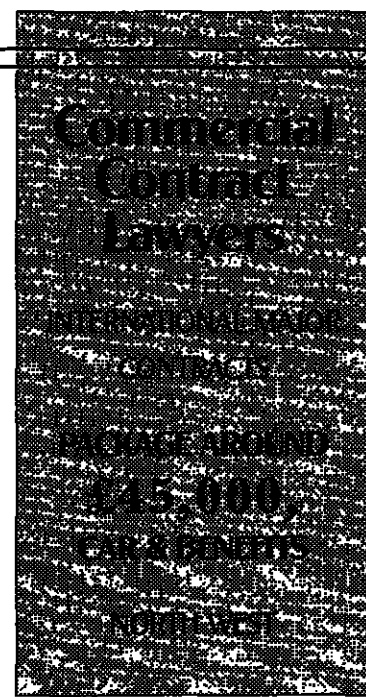 Commercial
Contract
Lawyers
INTERNATIONAL MAJOR
CONTRACTS
PACKAGE AROUND
£45,000,
CAR & BENEFITS
NORTH-WEST